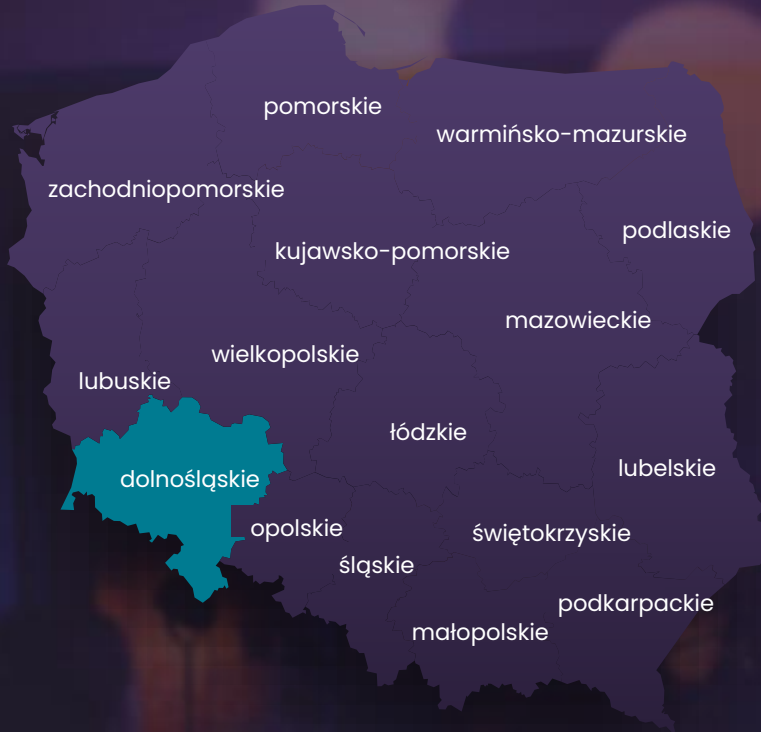 pomorskie
warmińsko-mazurskie
zachodniopomorskie
podlaskie
kujawsko-pomorskie
mazowieckie
wielkopolskie
lubuskie
łódzkie
lubelskie
dolnośląskie
opolskie
świętokrzyskie
śląskie
podkarpackie
małopolskie